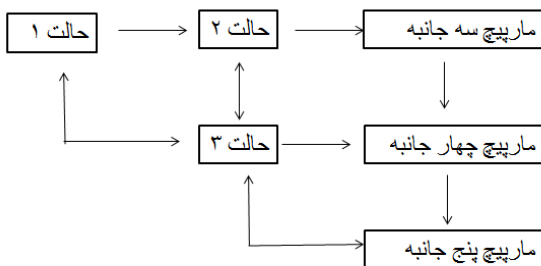 حالت ۱
حالت ۲
مارپیچ سه جانبه
حالت ۳
مارپیچ چهار جانبه
مارپیچ پنج جانبه